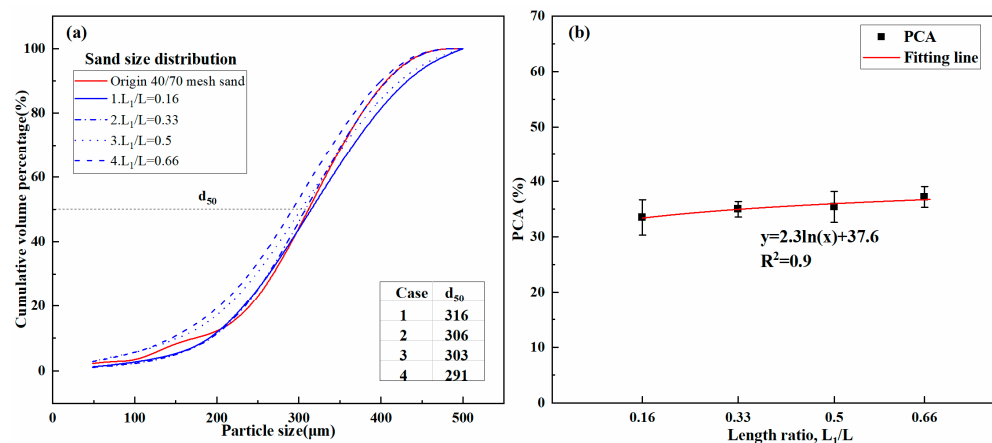 (a)
Sand size distribution
Origin 40/70 mesh sand
1.L₁/L=0.16
2.L₁/L=0.33
3.L₁/L=0.5
4.L₁/L=0.66
d₅₀
Case d₅₀
1 316
2 306
3 303
4 291
100
80
60
40
20
0
Cumulative volume percentage(%)
0 100 200 300 400 500
Particle size(μm)
(b)
PCA
Fitting line
y=2.3ln(x)+37.6
R²=0.9
70
60
50
40
30
20
10
0
PCA (%)
0.16 0.33 0.5 0.66
Length ratio, L₁/L